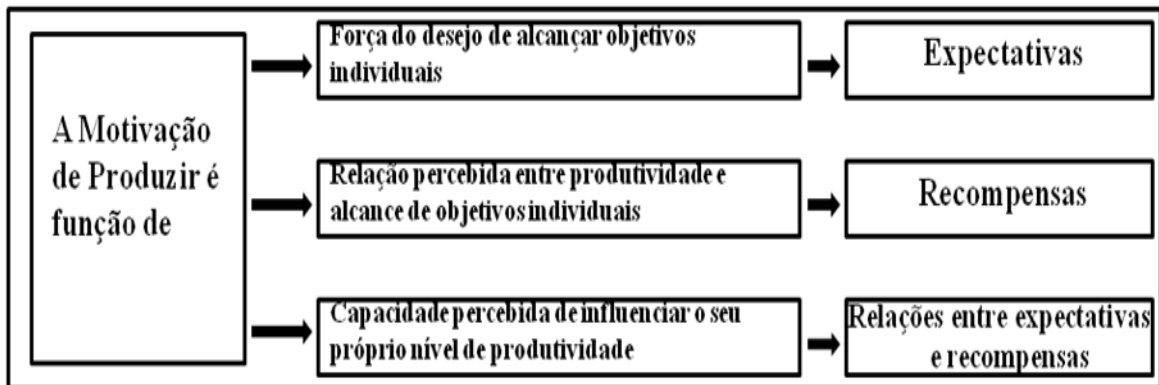 A Motivação
de Produzir é
função de
Força do desejo de alcançar objetivos
individuais
Expectativas
Relação percebida entre produtividade e
alcance de objetivos individuais
Recompensas
Capacidade percebida de influenciar o seu
próprio nível de produtividade
Relações entre expectativas
e recompensas